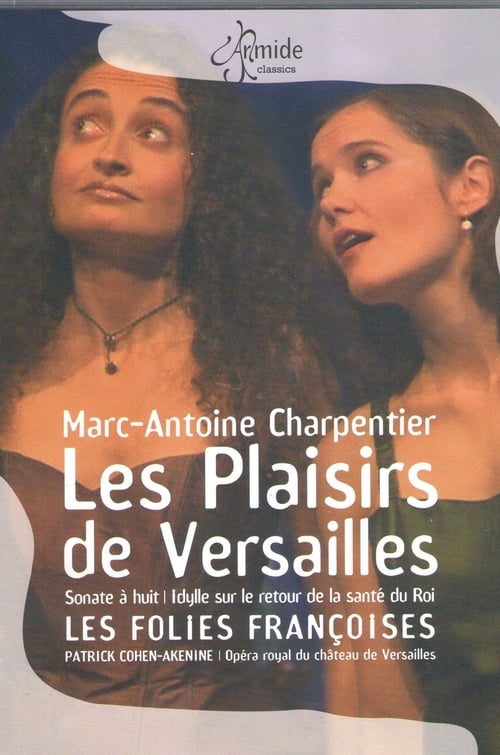 Armide
classics
Marc-Antoine Charpentier
Les Plaisirs
de Versailles
Sonate à huit | Idylle sur le retour de la santé du Roi
LES FOLIES FRANÇOISES
PATRICK COHEN-AKENINE | Opéra royal du château de Versailles